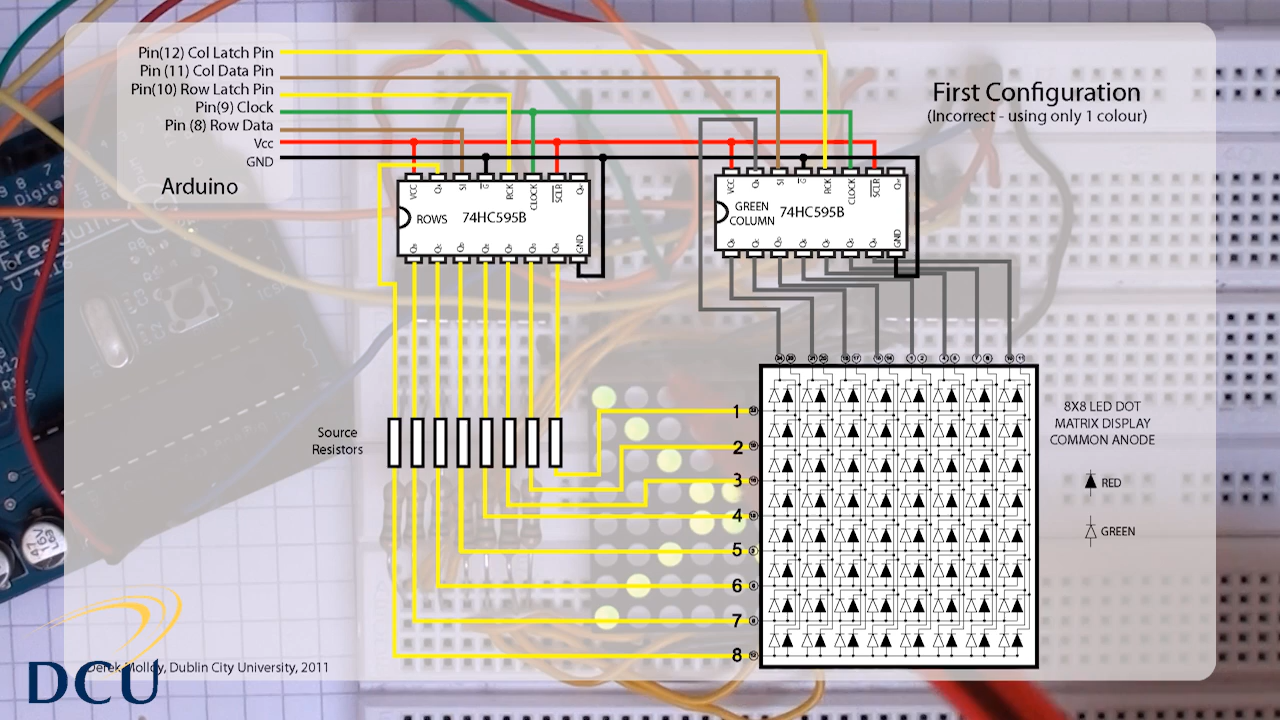 Pin(12) Col Latch Pin
Pin (11) Col Data Pin
Pin(10) Row Latch Pin
Pin(9) Clock
Pin (8) Row Data
Vcc
GND
Arduino
First Configuration
(Incorrect - using only 1 colour)
VCC
SI
G
RCK
CLOCK
SCLR
ROWS
74HC595B
GND
VCC
SI
G
RCK
CLOCK
SCLR
GREEN
COLUMN
74HC595B
GND
Source
Resistors
1
2
3
4
5
6
7
8
8X8 LED DOT
MATRIX DISPLAY
COMMON ANODE
RED
GREEN
Derek Molloy, Dublin City University, 2011
DCU